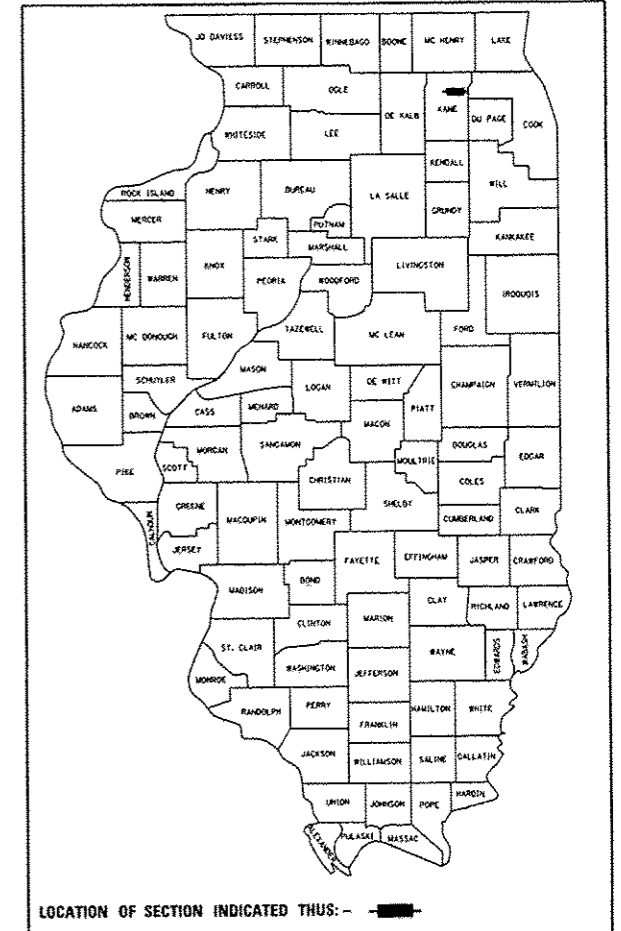 JO DAVIESS STEPHENSON WINNEBAGO BOONE MC HENRY LAKE
CARROLL OGLE DE KALB KANE DU PAGE COOK
WHITESIDE LEE
KENDALL WILL
ROCK ISLAND HENRY BUREAU LA SALLE GRUNDY
MERCER PUTNAM KANKAKEE
STARK MARSHALL
HENDERSON WARREN KNOX PEORIA WOODFORD LIVINGSTON IROQUOIS
HANCOCK MC DONOUGH FULTON TAZEWELL MC LEAN FORD
MASON
SCHUYLER LOGAN DE WITT CHAMPAIGN VERMILION
ADAMS BROWN CASS MENARD PIATT
MACON
PIKE SCOTT MORGAN SANGAMON MOULTRIE DOUGLAS EDGAR
CHRISTIAN COLES
GREENE SHELBY
CALHOUN MACOUPIN MONTGOMERY CUMBERLAND CLARK
JERSEY
FAYETTE EFFINGHAM JASPER CRAWFORD
MADISON BOND
CLAY RICHLAND LAWRENCE
CLINTON MARION
ST. CLAIR WAYNE EDWARDS WABASH
WASHINGTON JEFFERSON
MONROE
RANDOLPH PERRY HAMILTON WHITE
FRANKLIN
JACKSON WILLIAMSON SALINE GALLATIN
HARDIN
UNION JOHNSON POPE
ALEXANDER PULASKI MASSAC
LOCATION OF SECTION INDICATED THUS: -